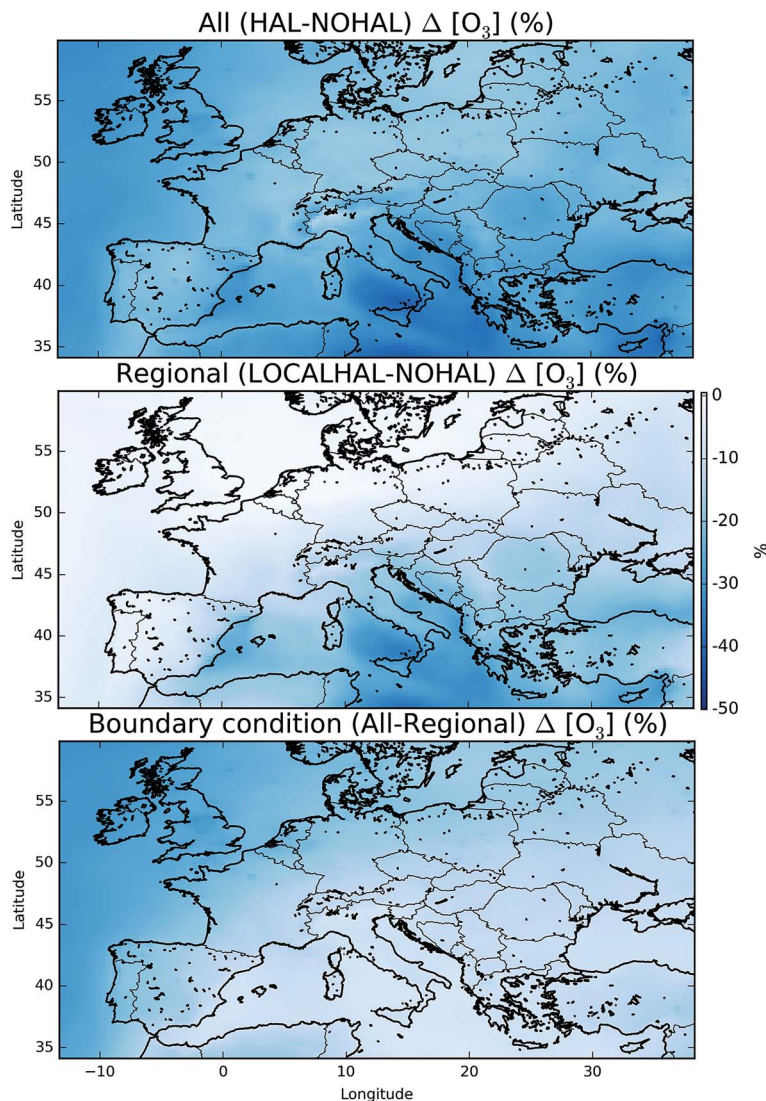 All (HAL-NOHAL) Δ [O₃] (%)
55
50
45
40
35
Latitude
Regional (LOCALHAL-NOHAL) Δ [O₃] (%)
55
50
45
40
35
Latitude
0
-10
-20
-30
-40
-50
%
Boundary condition (All-Regional) Δ [O₃] (%)
55
50
45
40
35
Latitude
−10 0 10 20 30
Longitude